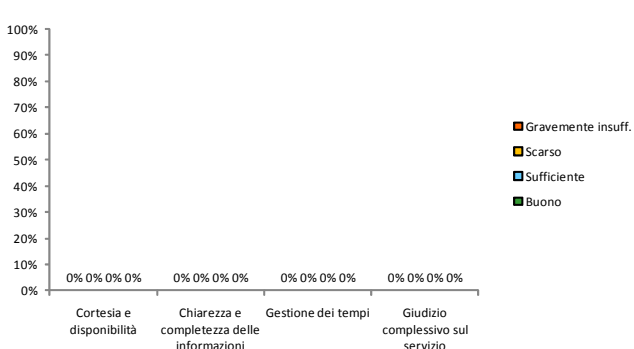 100%
90%
80%
70%
60%
50%
40%
30%
20%
10%
0%
0% 0% 0% 0%
0% 0% 0% 0%
0% 0% 0% 0%
0% 0% 0% 0%
Cortesia e
disponibilità
Chiarezza e
completezza delle
informazioni
Gestione dei tempi
Giudizio
complessivo sul
servizio
Gravemente insuff.
Scarso
Sufficiente
Buono